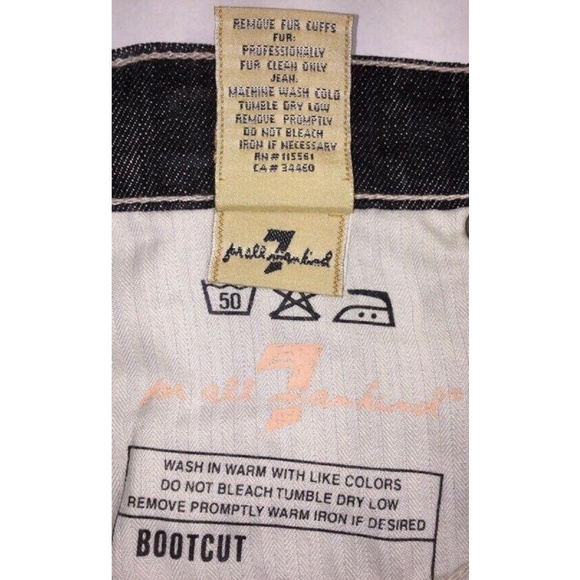 REMOVE FUR CUFFS
FUR:
PROFESSIONALLY
FUR CLEAN ONLY
JEAN:
MACHINE WASH COLD
TUMBLE DRY LOW
REMOVE PROMPTLY
DO NOT BLEACH
IRON IF NECESSARY
RN# 115561
CA# 34460
7
for all mankind
50
7
for all mankind®
WASH IN WARM WITH LIKE COLORS
DO NOT BLEACH TUMBLE DRY LOW
REMOVE PROMPTLY WARM IRON IF DESIRED
BOOTCUT